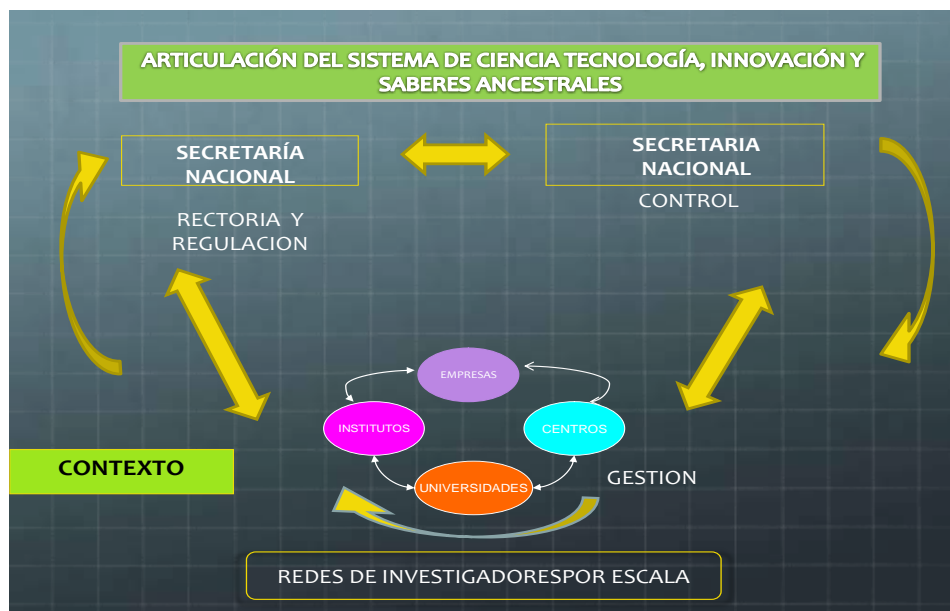 ARTICULACIÓN DEL SISTEMA DE CIENCIA TECNOLOGÍA, INNOVACIÓN Y
SABERES ANCESTRALES
SECRETARÍA
NACIONAL
RECTORIA Y
REGULACION
SECRETARIA
NACIONAL
CONTROL
EMPRESAS
INSTITUTOS
CENTROS
UNIVERSIDADES
GESTION
CONTEXTO
REDES DE INVESTIGADORESPOR ESCALA